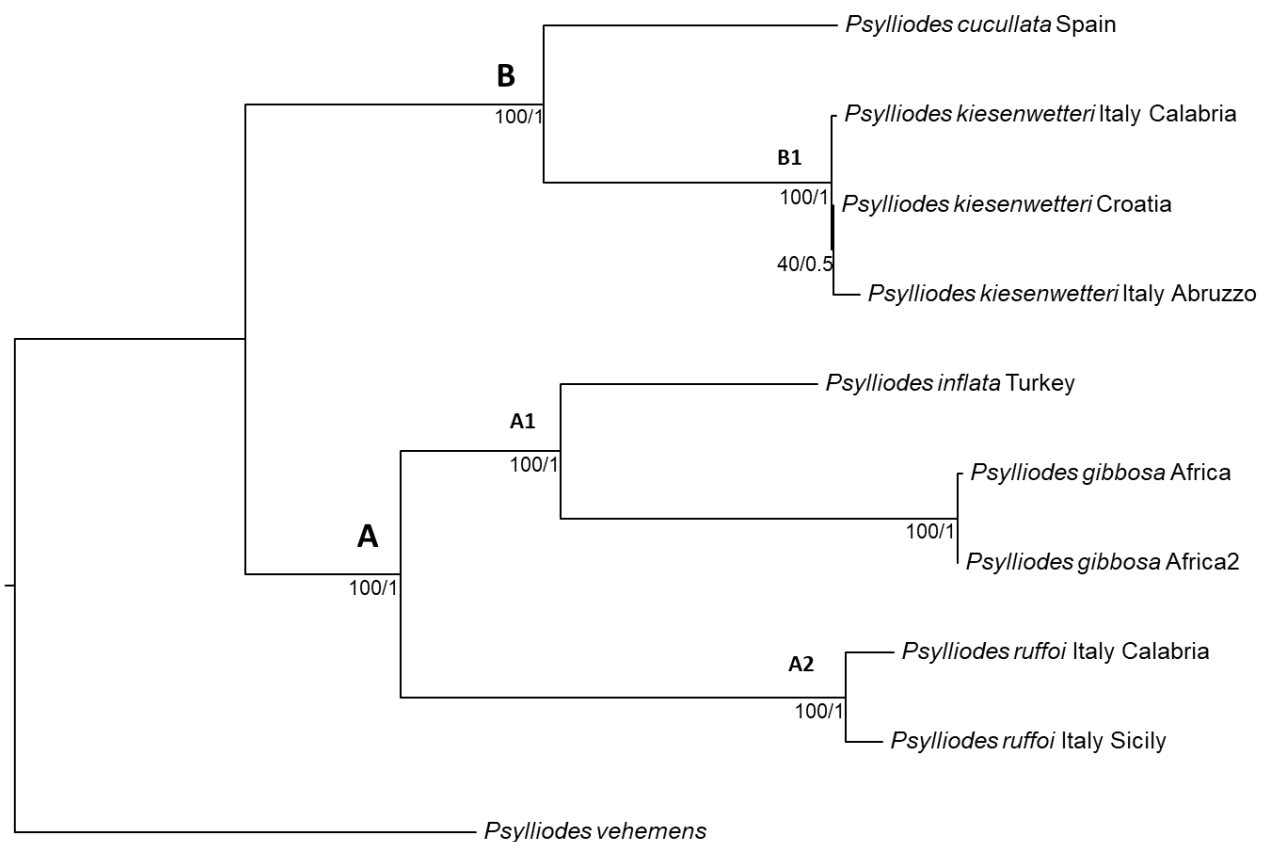 Psylliodes cucullata Spain
B
100/1
Psylliodes kiesenwetteri Italy Calabria
B1
100/1
Psylliodes kiesenwetteri Croatia
40/0.5
Psylliodes kiesenwetteri Italy Abruzzo
Psylliodes inflata Turkey
A1
100/1
Psylliodes gibbosa Africa
100/1
A
Psylliodes gibbosa Africa2
100/1
Psylliodes ruffoi Italy Calabria
A2
100/1
Psylliodes ruffoi Italy Sicily
Psylliodes vehemens